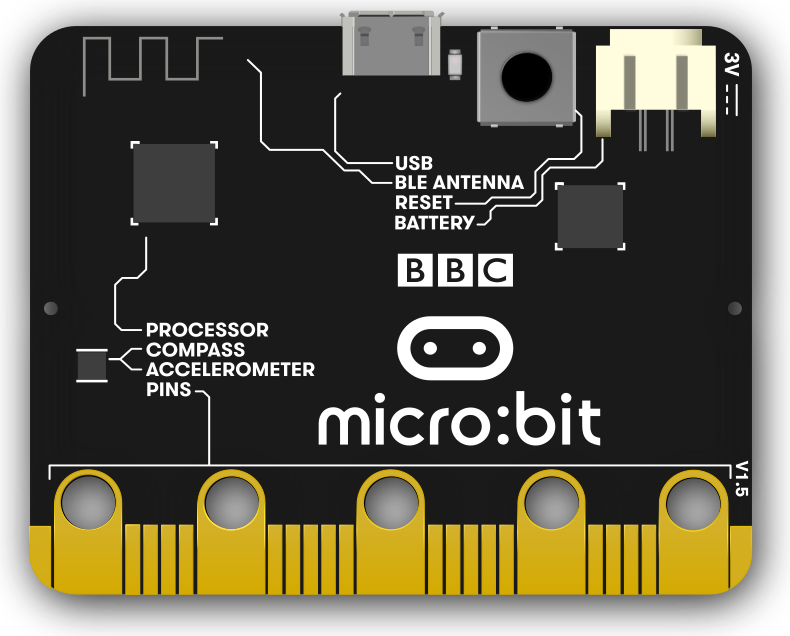 3V
USB
BLE ANTENNA
RESET
BATTERY
BBC
PROCESSOR
COMPASS
ACCELEROMETER
PINS
micro:bit
V1.5